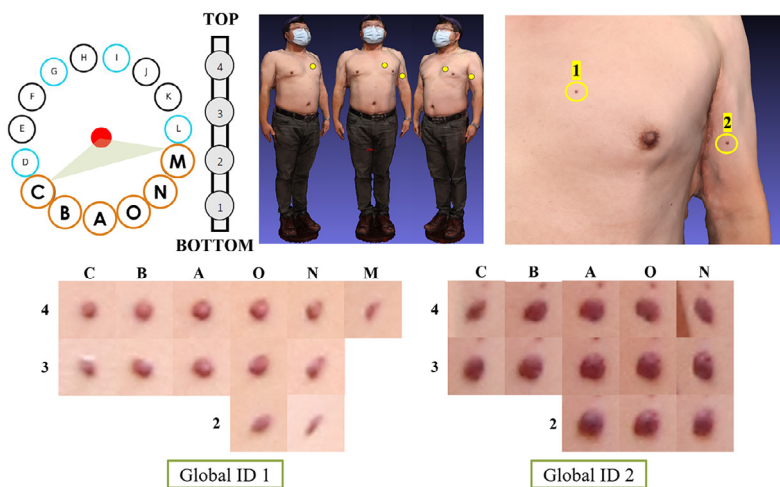 TOP
H
I
G
J
F
K
E
L
D
M
C
N
B
A
O
4
3
2
1
BOTTOM
1
2
C B A O N M
4
3
2
Global ID 1
C B A O N
4
3
2
Global ID 2